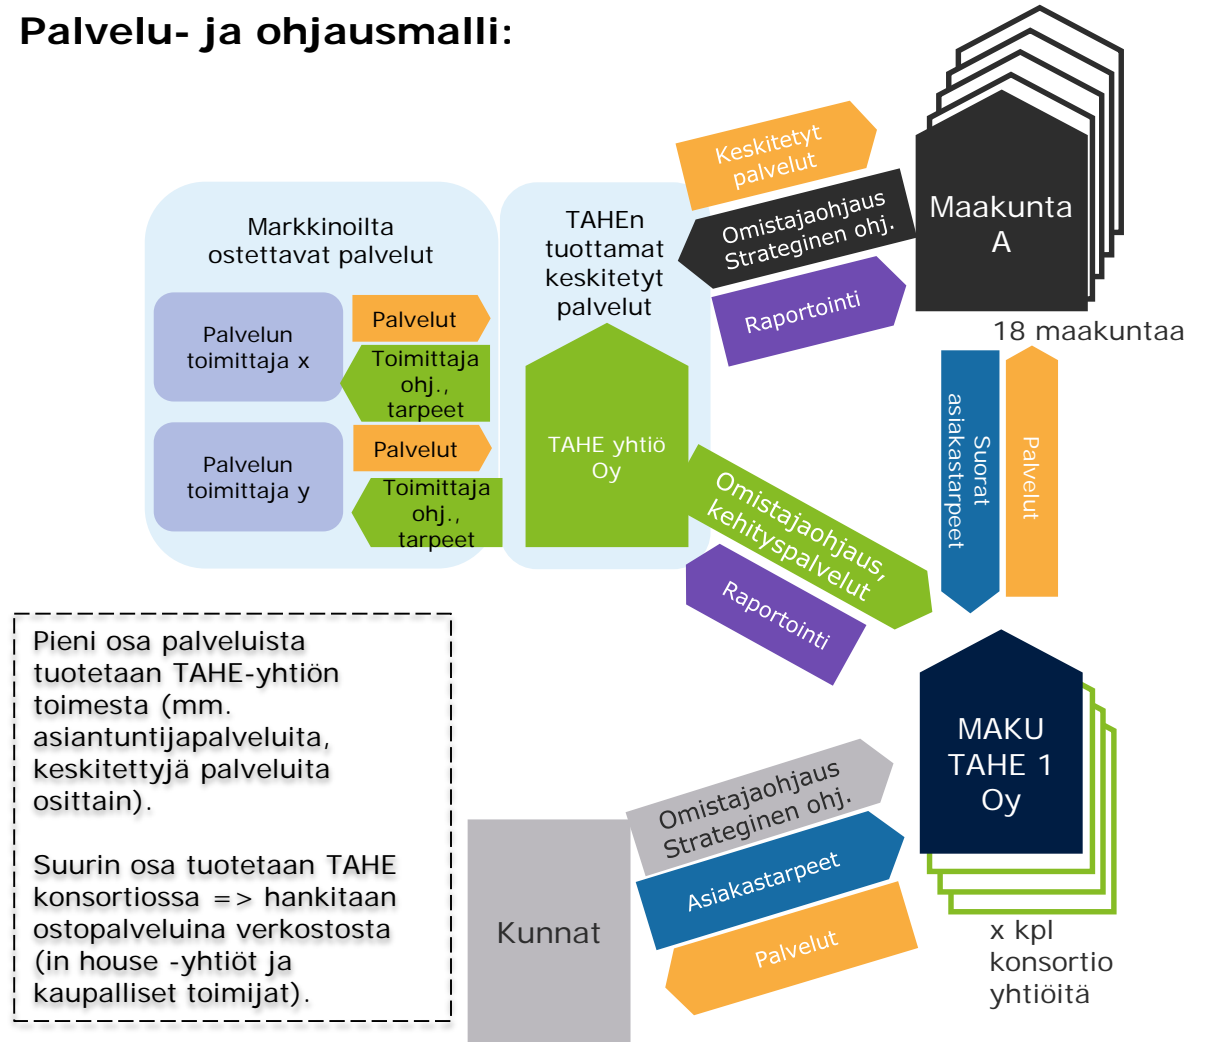 Palvelu- ja ohjausmalli:
Markkinoilta
ostettavat palvelut
Palvelun
toimittaja x
Palvelut
Toimittaja
ohj.,
tarpeet
Palvelun
toimittaja y
Palvelut
Toimittaja
ohj.,
tarpeet
TAHEn
tuottamat
keskitetyt
palvelut
TAHE yhtiö
Oy
Keskitetyt
palvelut
Omistajaohjaus
Strateginen ohj.
Raportointi
Maakunta
A
18 maakuntaa
Suorat
asiakastarpeet
Palvelut
Omistajaohjaus,
kehityspalvelut
Raportointi
MAKU
TAHE 1
Oy
x kpl
konsortio
yhtiöitä
Omistajaohjaus
Strateginen ohj.
Asiakastarpeet
Palvelut
Kunnat
Pieni osa palveluista
tuotetaan TAHE-yhtiön
toimesta (mm.
asiantuntijapalveluita,
keskitettyjä palveluita
osittain).
Suurin osa tuotetaan TAHE
konsortiossa => hankitaan
ostopalveluina verkostosta
(in house -yhtiöt ja
kaupalliset toimijat).